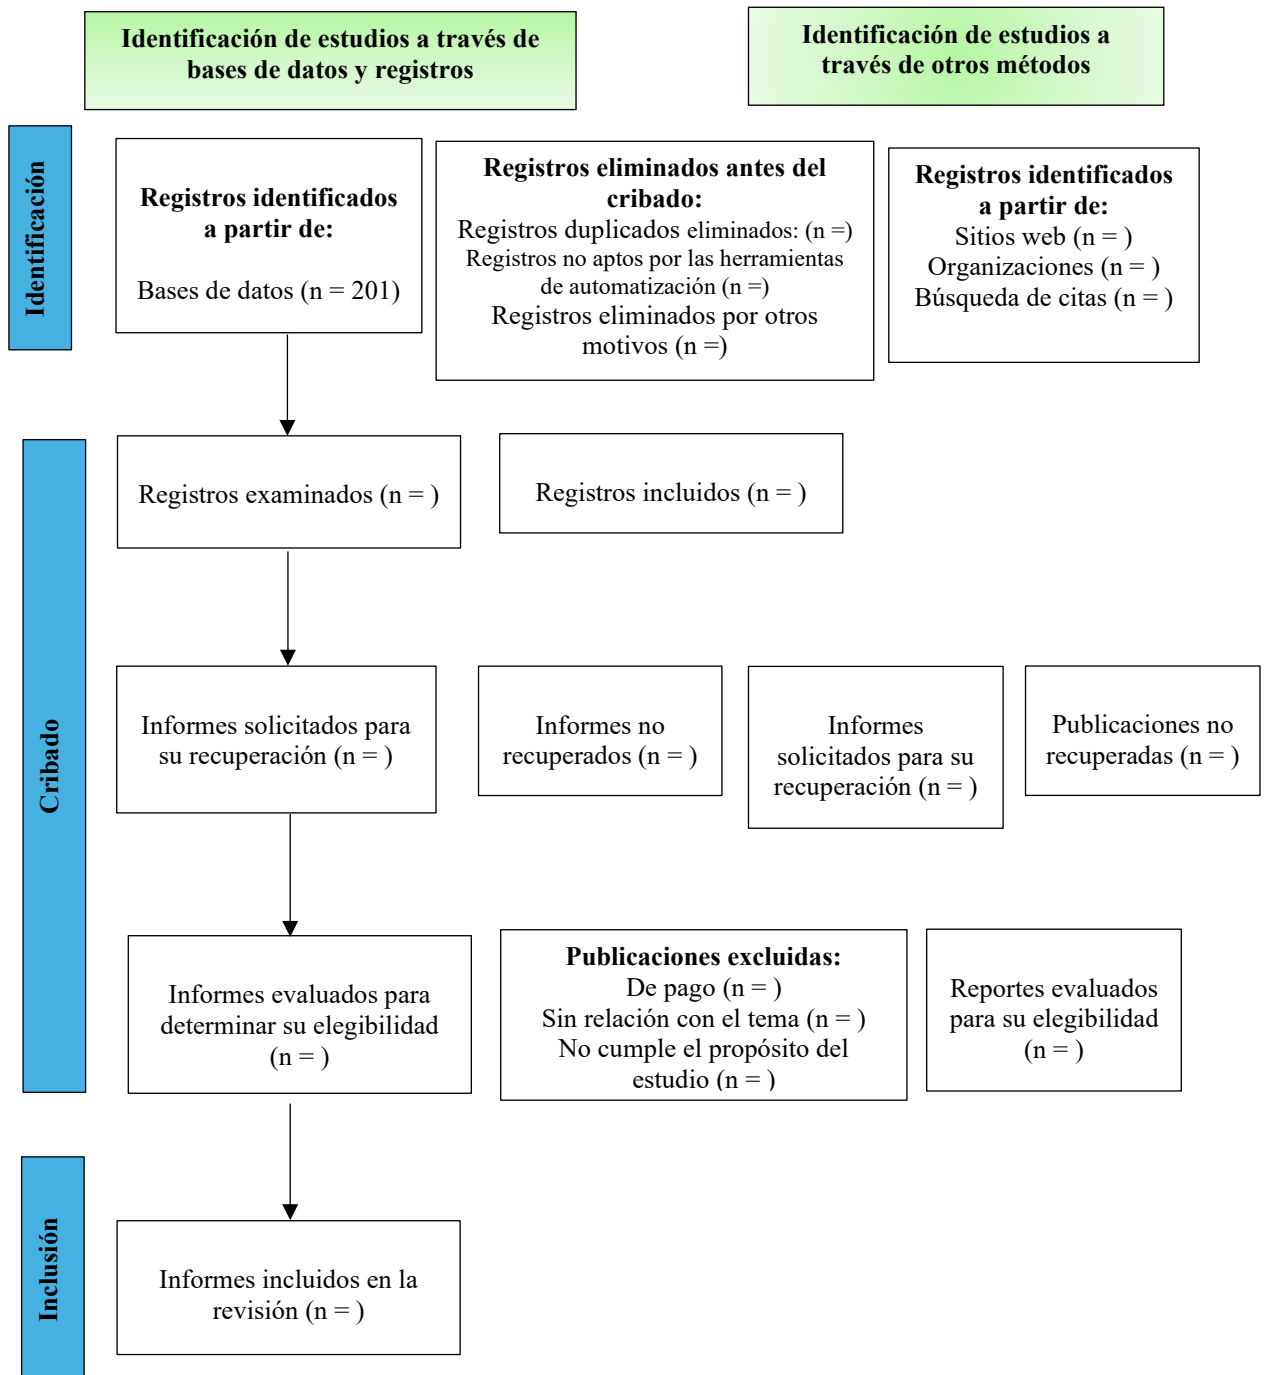 Identificación de estudios a través de
bases de datos y registros
Identificación de estudios a
través de otros métodos
Identificación
Registros identificados
a partir de:
Bases de datos (n = 201)
Registros eliminados antes del
cribado:
Registros duplicados eliminados: (n =)
Registros no aptos por las herramientas
de automatización (n =)
Registros eliminados por otros
motivos (n =)
Registros identificados
a partir de:
Sitios web (n = )
Organizaciones (n = )
Búsqueda de citas (n = )
Cribado
Registros examinados (n = )
Registros incluidos (n = )
Informes solicitados para
su recuperación (n = )
Informes no
recuperados (n = )
Informes
solicitados para su
recuperación (n = )
Publicaciones no
recuperadas (n = )
Informes evaluados para
determinar su elegibilidad
(n = )
Publicaciones excluidas:
De pago (n = )
Sin relación con el tema (n = )
No cumple el propósito del
estudio (n = )
Reportes evaluados
para su elegibilidad
(n = )
Inclusión
Informes incluidos en la
revisión (n = )